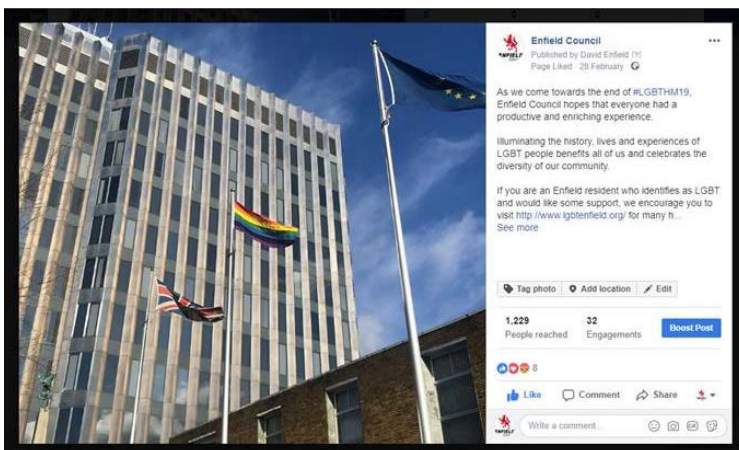 Enfield Council
Published by David Enfield [?]
Page Liked · 28 February ·
As we come towards the end of #LGBTHM19,
Enfield Council hopes that everyone had a
productive and enriching experience.
Illuminating the history, lives and experiences of
LGBT people benefits all of us and celebrates the
diversity of our community.
If you are an Enfield resident who identifies as LGBT
and would like some support, we encourage you to
visit http://www.lgbtenfield.org/ for many h...
See more
Tag photo Add location Edit
1,229 32
People reached Engagements
Boost Post
8
Like Comment Share
Write a comment...